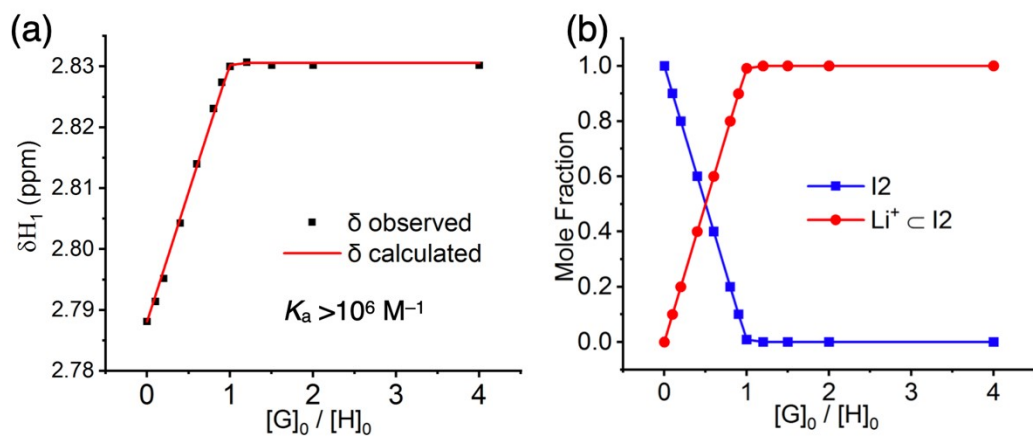 (a)
2.83
2.82
2.81
2.80
2.79
2.78
δH₁ (ppm)
δ observed
δ calculated
Kₐ >10⁶ M⁻¹
0 1 2 3 4
[G]₀ / [H]₀
(b)
1.0
0.8
0.6
0.4
0.2
0.0
Mole Fraction
I2
Li⁺ ⊂ I2
0 1 2 3 4
[G]₀ / [H]₀